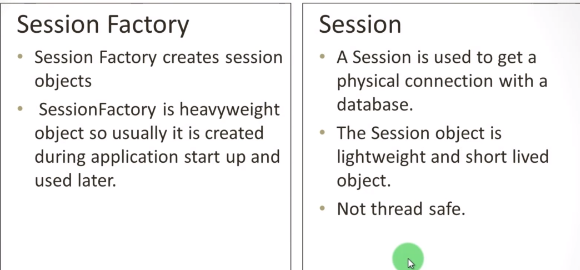 Session Factory
• Session Factory creates session
objects
• SessionFactory is heavyweight
object so usually it is created
during application start up and
used later.
Session
• A Session is used to get a
physical connection with a
database.
• The Session object is
lightweight and short lived
object.
• Not thread safe.